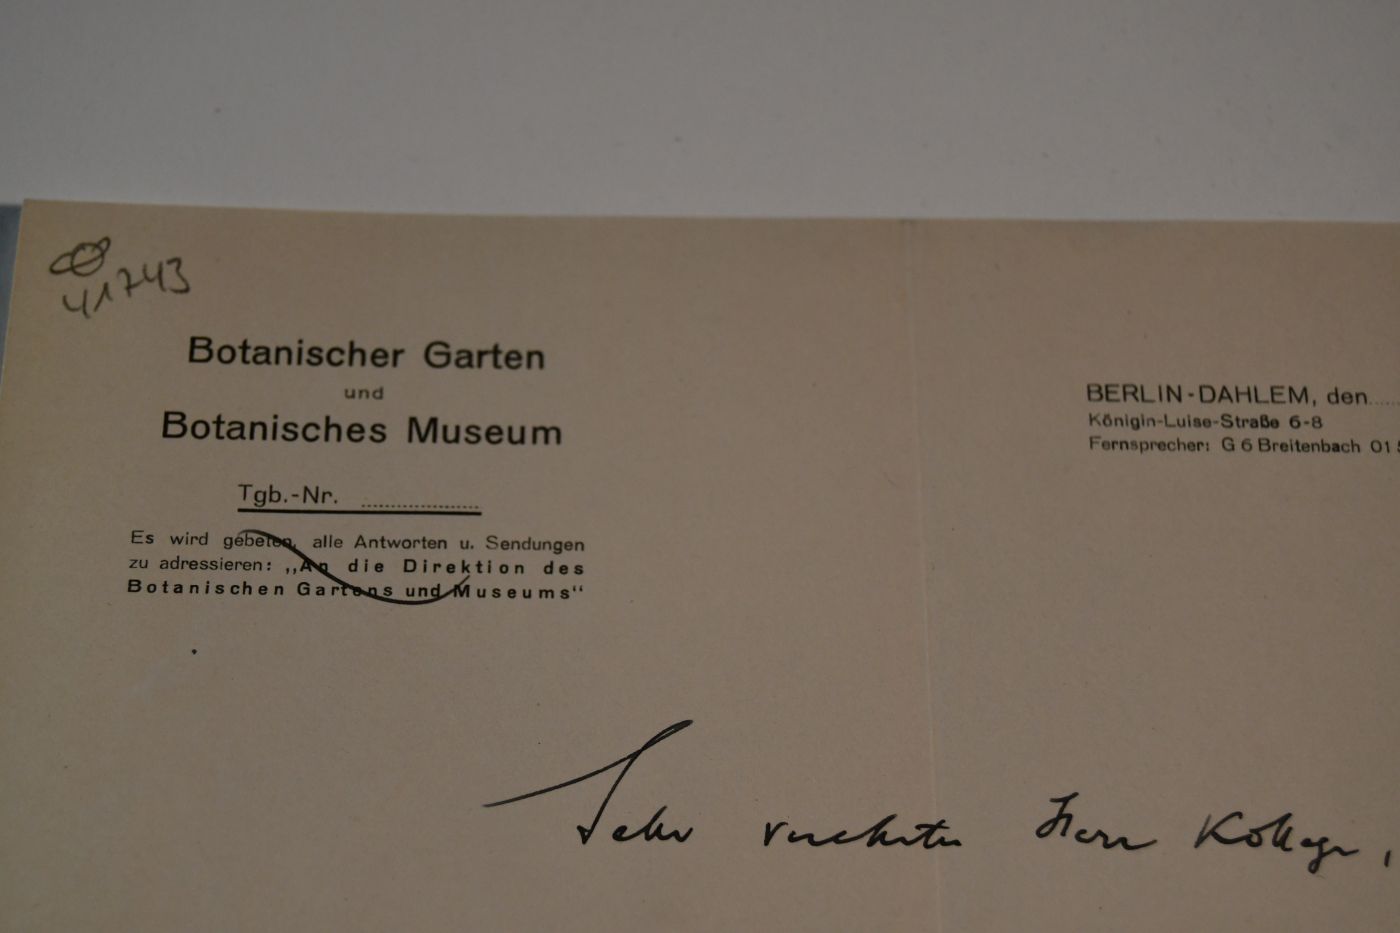 41743
Botanischer Garten
und
Botanisches Museum
Tgb.-Nr.
Es wird gebeten, alle Antworten u. Sendungen
zu adressieren: „An die Direktion des
Botanischen Gartens und Museums“
BERLIN-DAHLEM, den
Königin-Luise-Straße 6-8
Fernsprecher: G 6 Breitenbach 01
Sehr verehrter Herr Kollege,